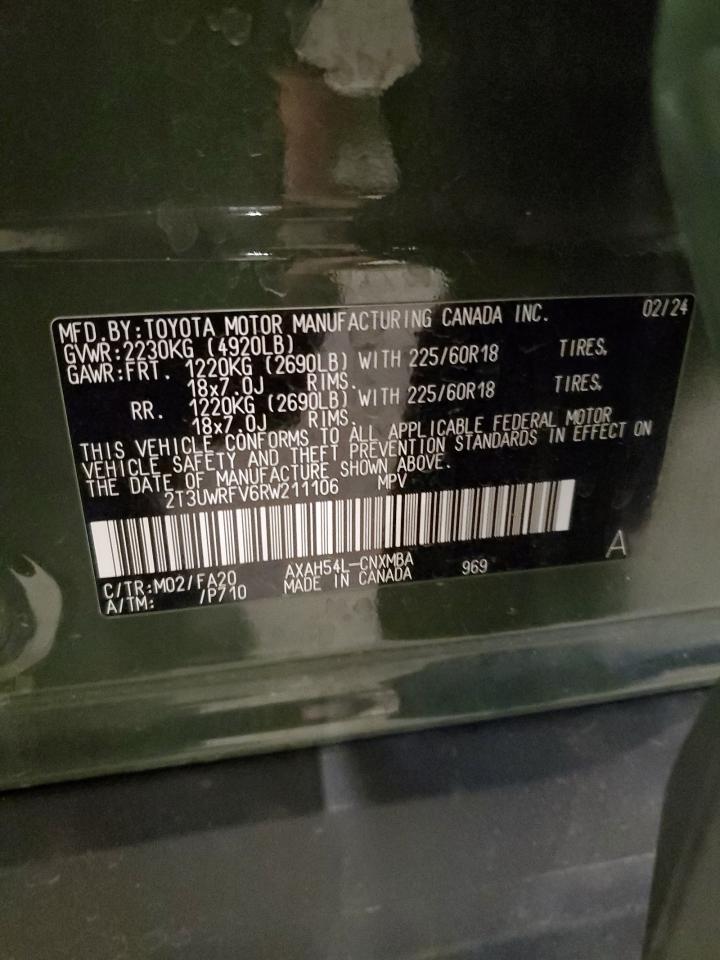 MFD.BY:TOYOTA MOTOR MANUFACTURING CANADA INC. 02/24
GVWR:2230KG (4920LB)
GAWR:FRT. 1220KG (2690LB) WITH 225/60R18 TIRES,
18x7.0J RIMS.
RR. 1220KG (2690LB) WITH 225/60R18 TIRES,
18x7.0J RIMS.
THIS VEHICLE CONFORMS TO ALL APPLICABLE FEDERAL MOTOR
VEHICLE SAFETY AND THEFT PREVENTION STANDARDS IN EFFECT ON
THE DATE OF MANUFACTURE SHOWN ABOVE.
2T3UWRFV6RW211106 MPV
A
C/TR:M02/FA20 AXAH54L-CNXMBA 969
A/TM: /P710 MADE IN CANADA